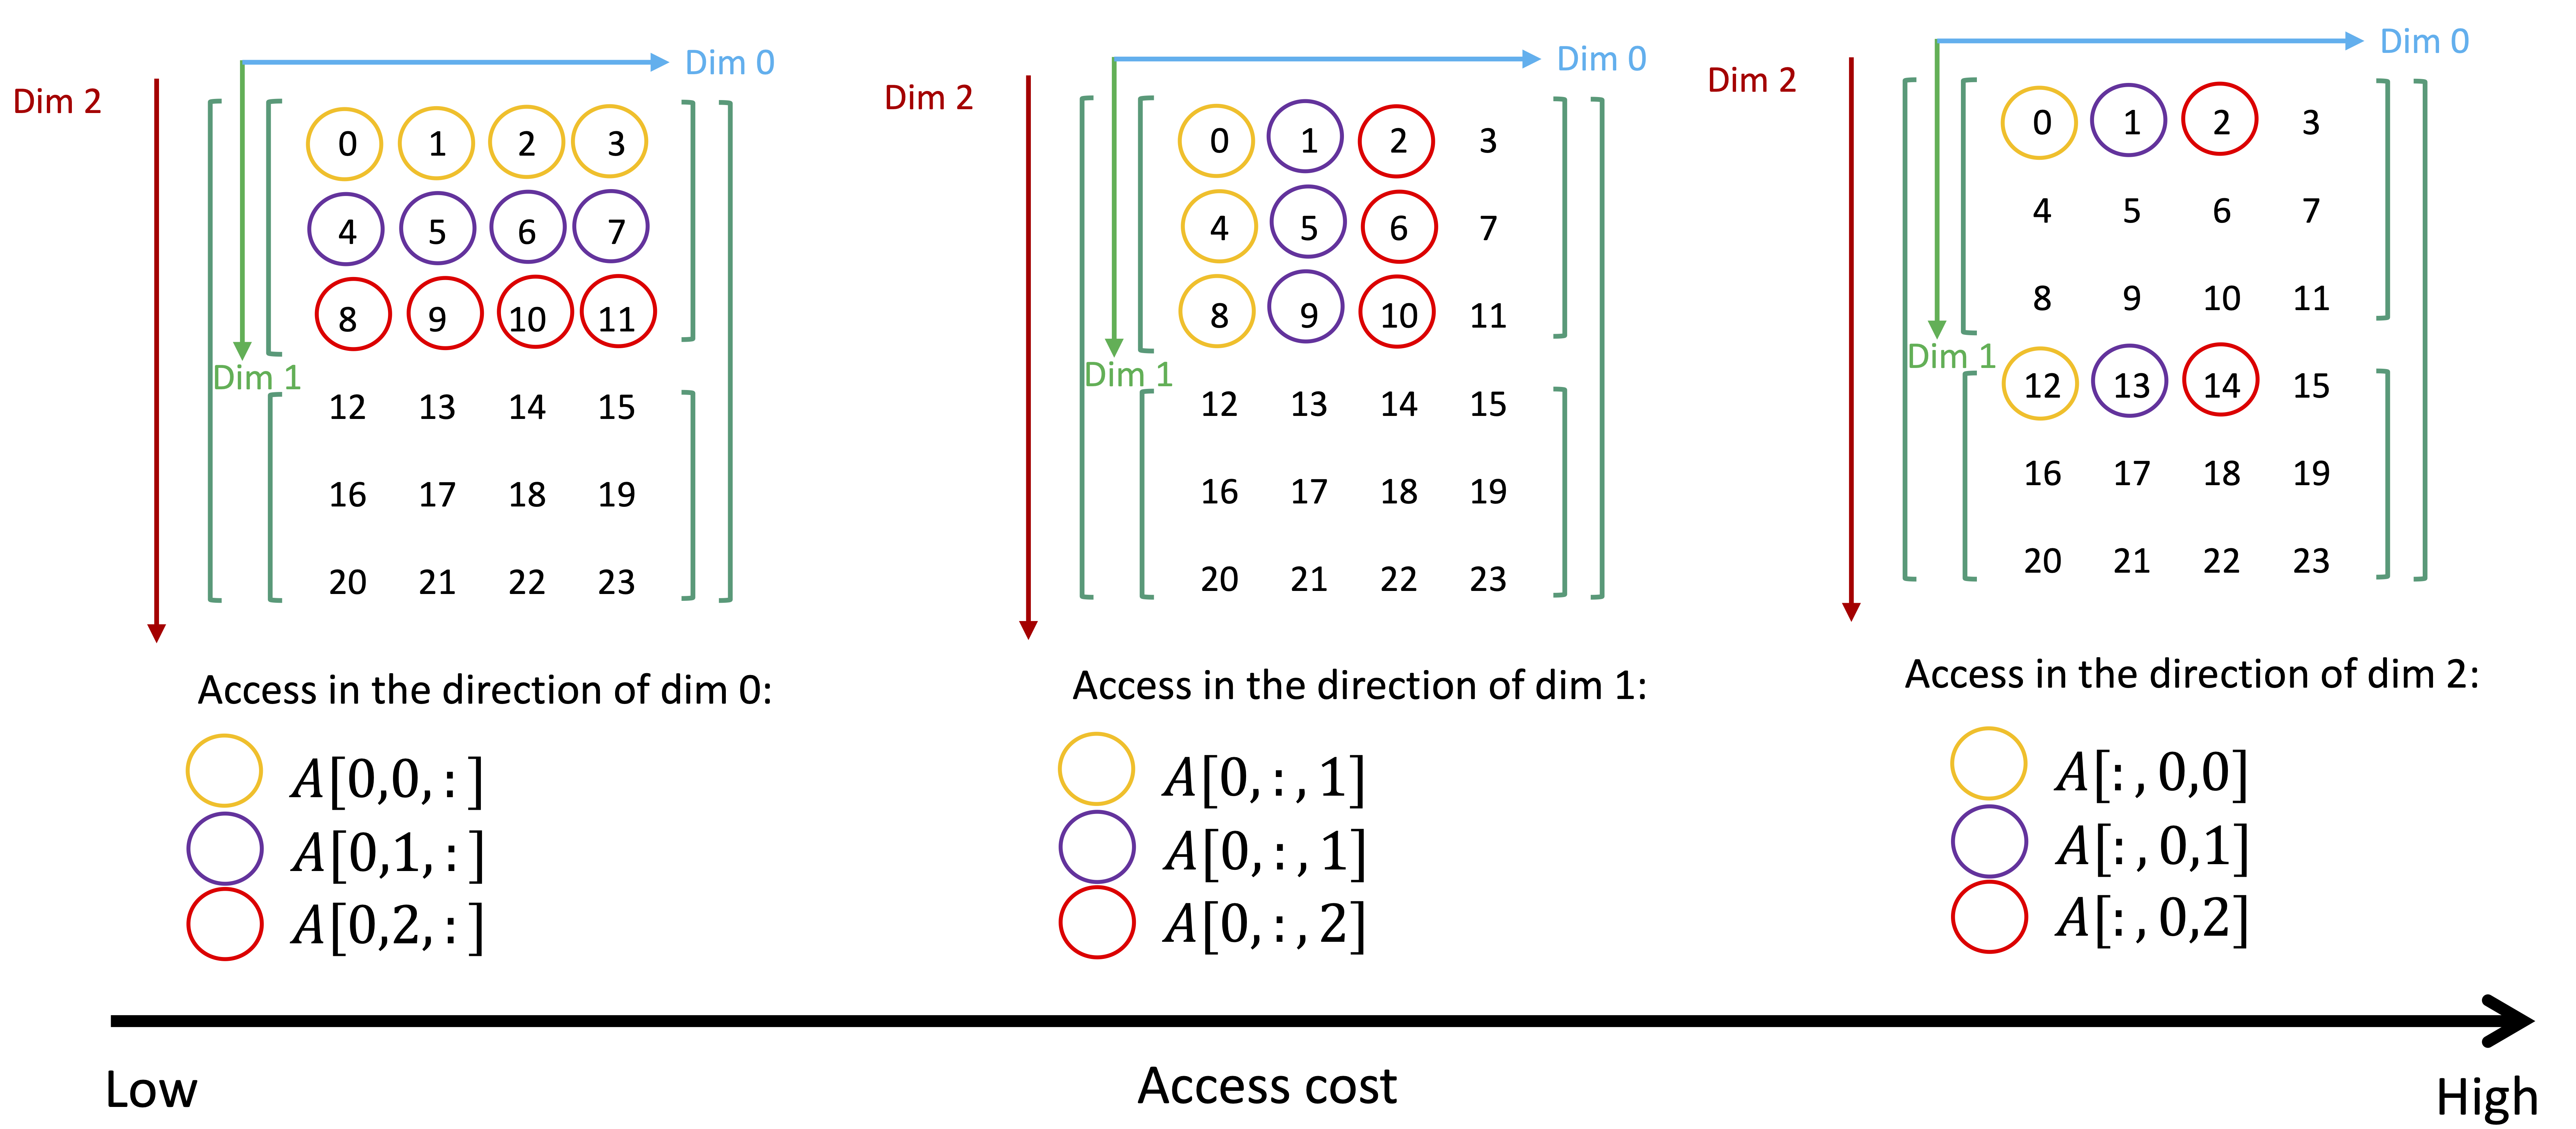 Dim 0
Dim 2
0 1 2 3
4 5 6 7
8 9 10 11
Dim 1
12 13 14 15
16 17 18 19
20 21 22 23
Access in the direction of dim 0:
A[0,0, : ]
A[0,1, : ]
A[0,2, : ]
Dim 0
Dim 2
0 1 2 3
4 5 6 7
8 9 10 11
Dim 1
12 13 14 15
16 17 18 19
20 21 22 23
Access in the direction of dim 1:
A[0, : , 1]
A[0, : , 1]
A[0, : , 2]
Dim 0
Dim 2
0 1 2 3
4 5 6 7
8 9 10 11
Dim 1
12 13 14 15
16 17 18 19
20 21 22 23
Access in the direction of dim 2:
A[: , 0,0]
A[: , 0,1]
A[: , 0,2]
Low
Access cost
High